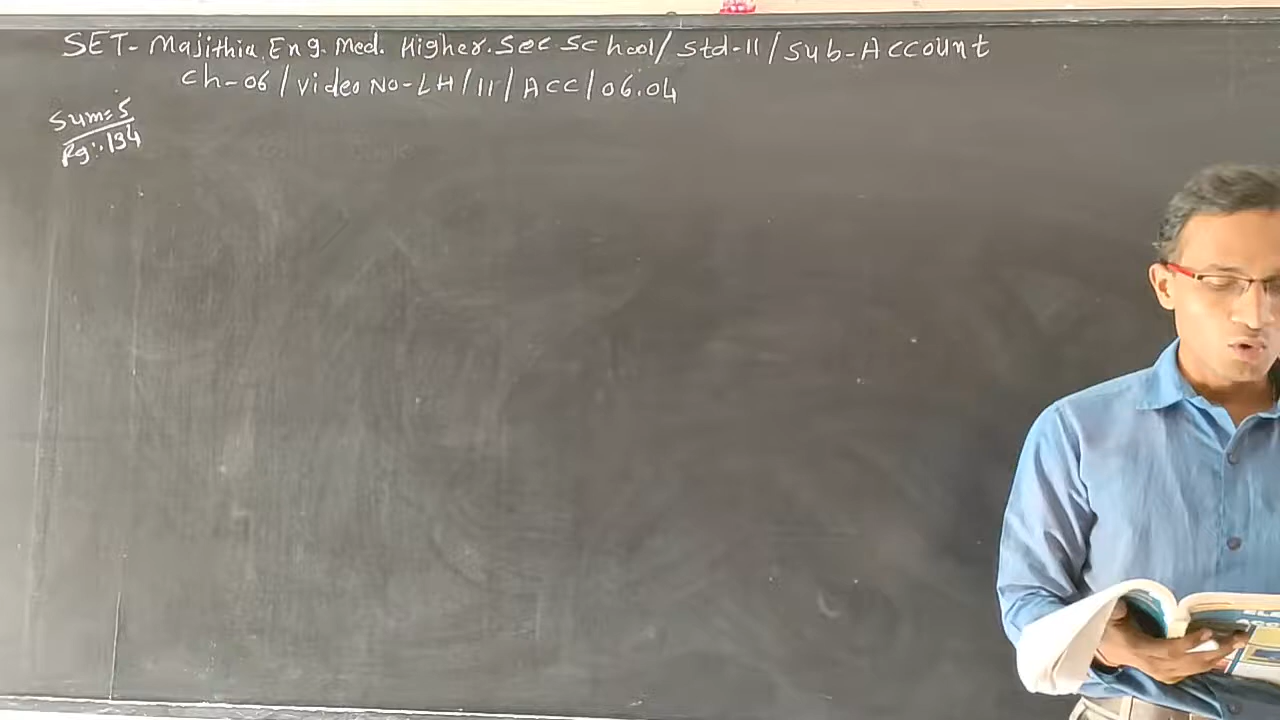 SET- Majithia Eng. Med. Higher. Sec School/ Std-11/ Sub-Account
Ch-06/ Video No-LH/11/ACC/06.04
Sum:5
Pg:.134